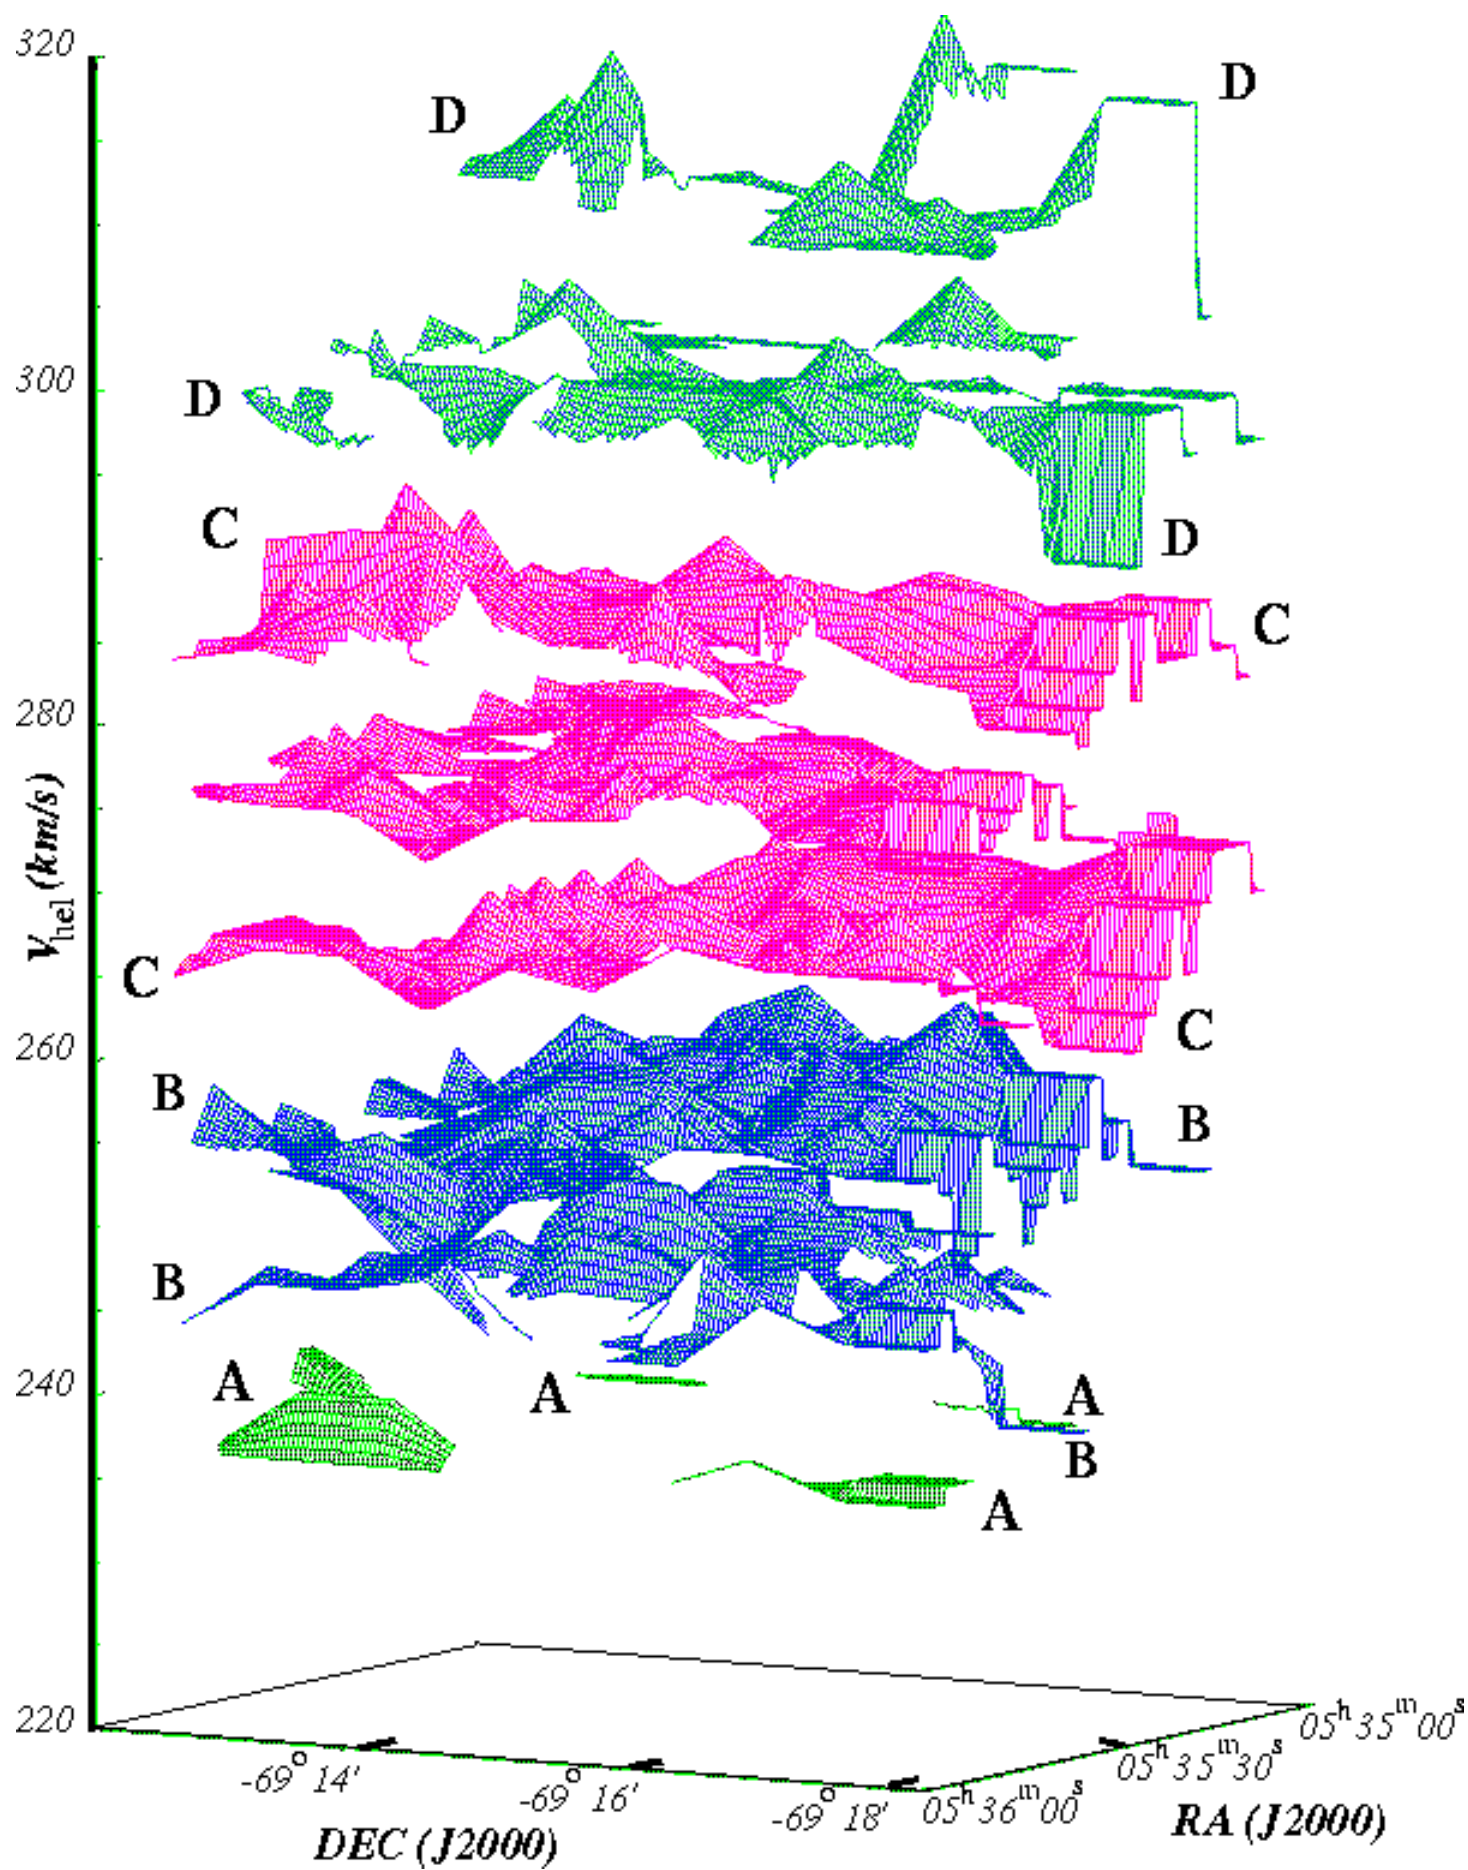 320
D
D
300
D
D
C
C
280
V_hel (km/s)
C
C
260
B
B
B
240
A
A
A
B
A
220
05ʰ 35ᵐ 00ˢ
05ʰ 35ᵐ 30ˢ
05ʰ 36ᵐ 00ˢ
-69° 14'
-69° 16'
-69° 18'
RA (J2000)
DEC (J2000)